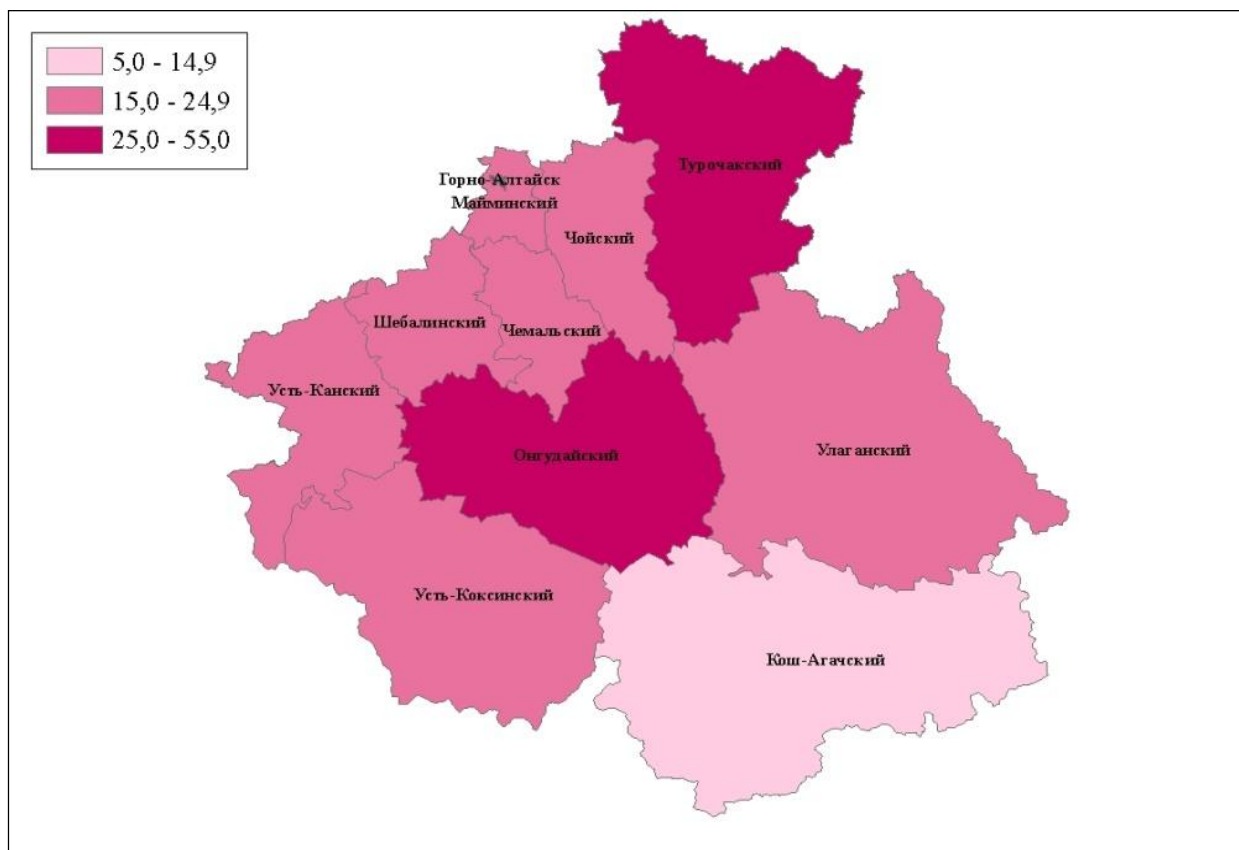 5,0 - 14,9
15,0 - 24,9
25,0 - 55,0
Турочакский
Горно-Алтайск
Майминский
Чойский
Шебалинский
Чемальский
Усть-Канский
Онгудайский
Улаганский
Усть-Коксинский
Кош-Агачский